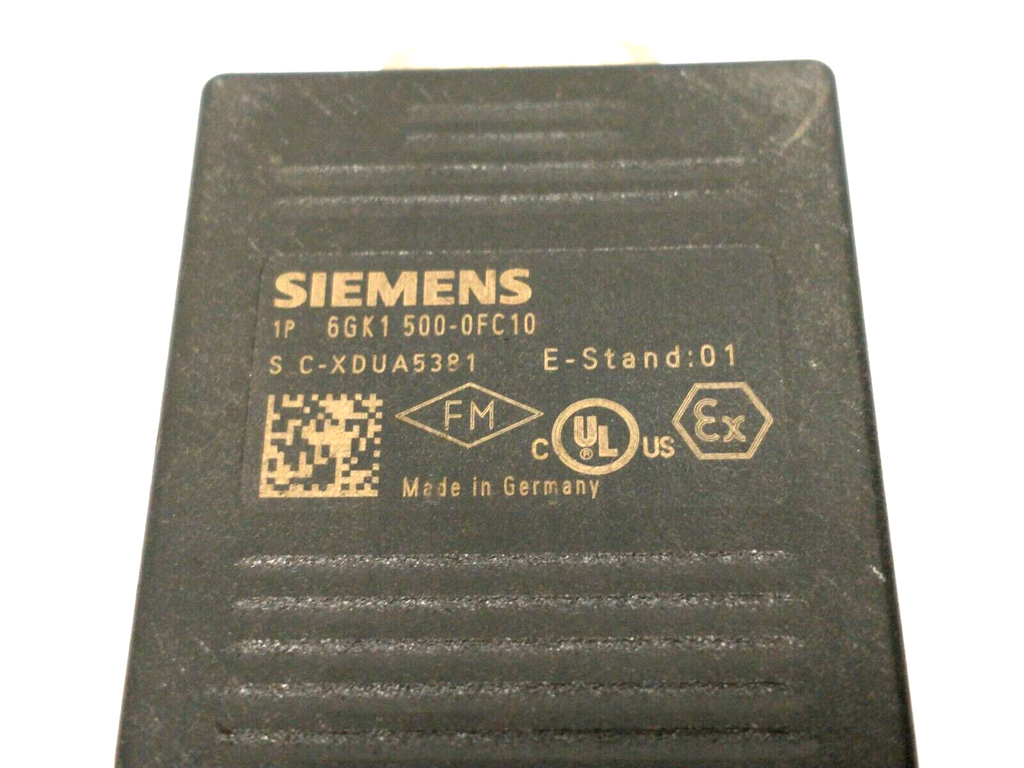 SIEMENS
1P 6GK1 500-0FC10
S C-XDUA5381 E-Stand:01
FM
C UL ® US
Ex
Made in Germany